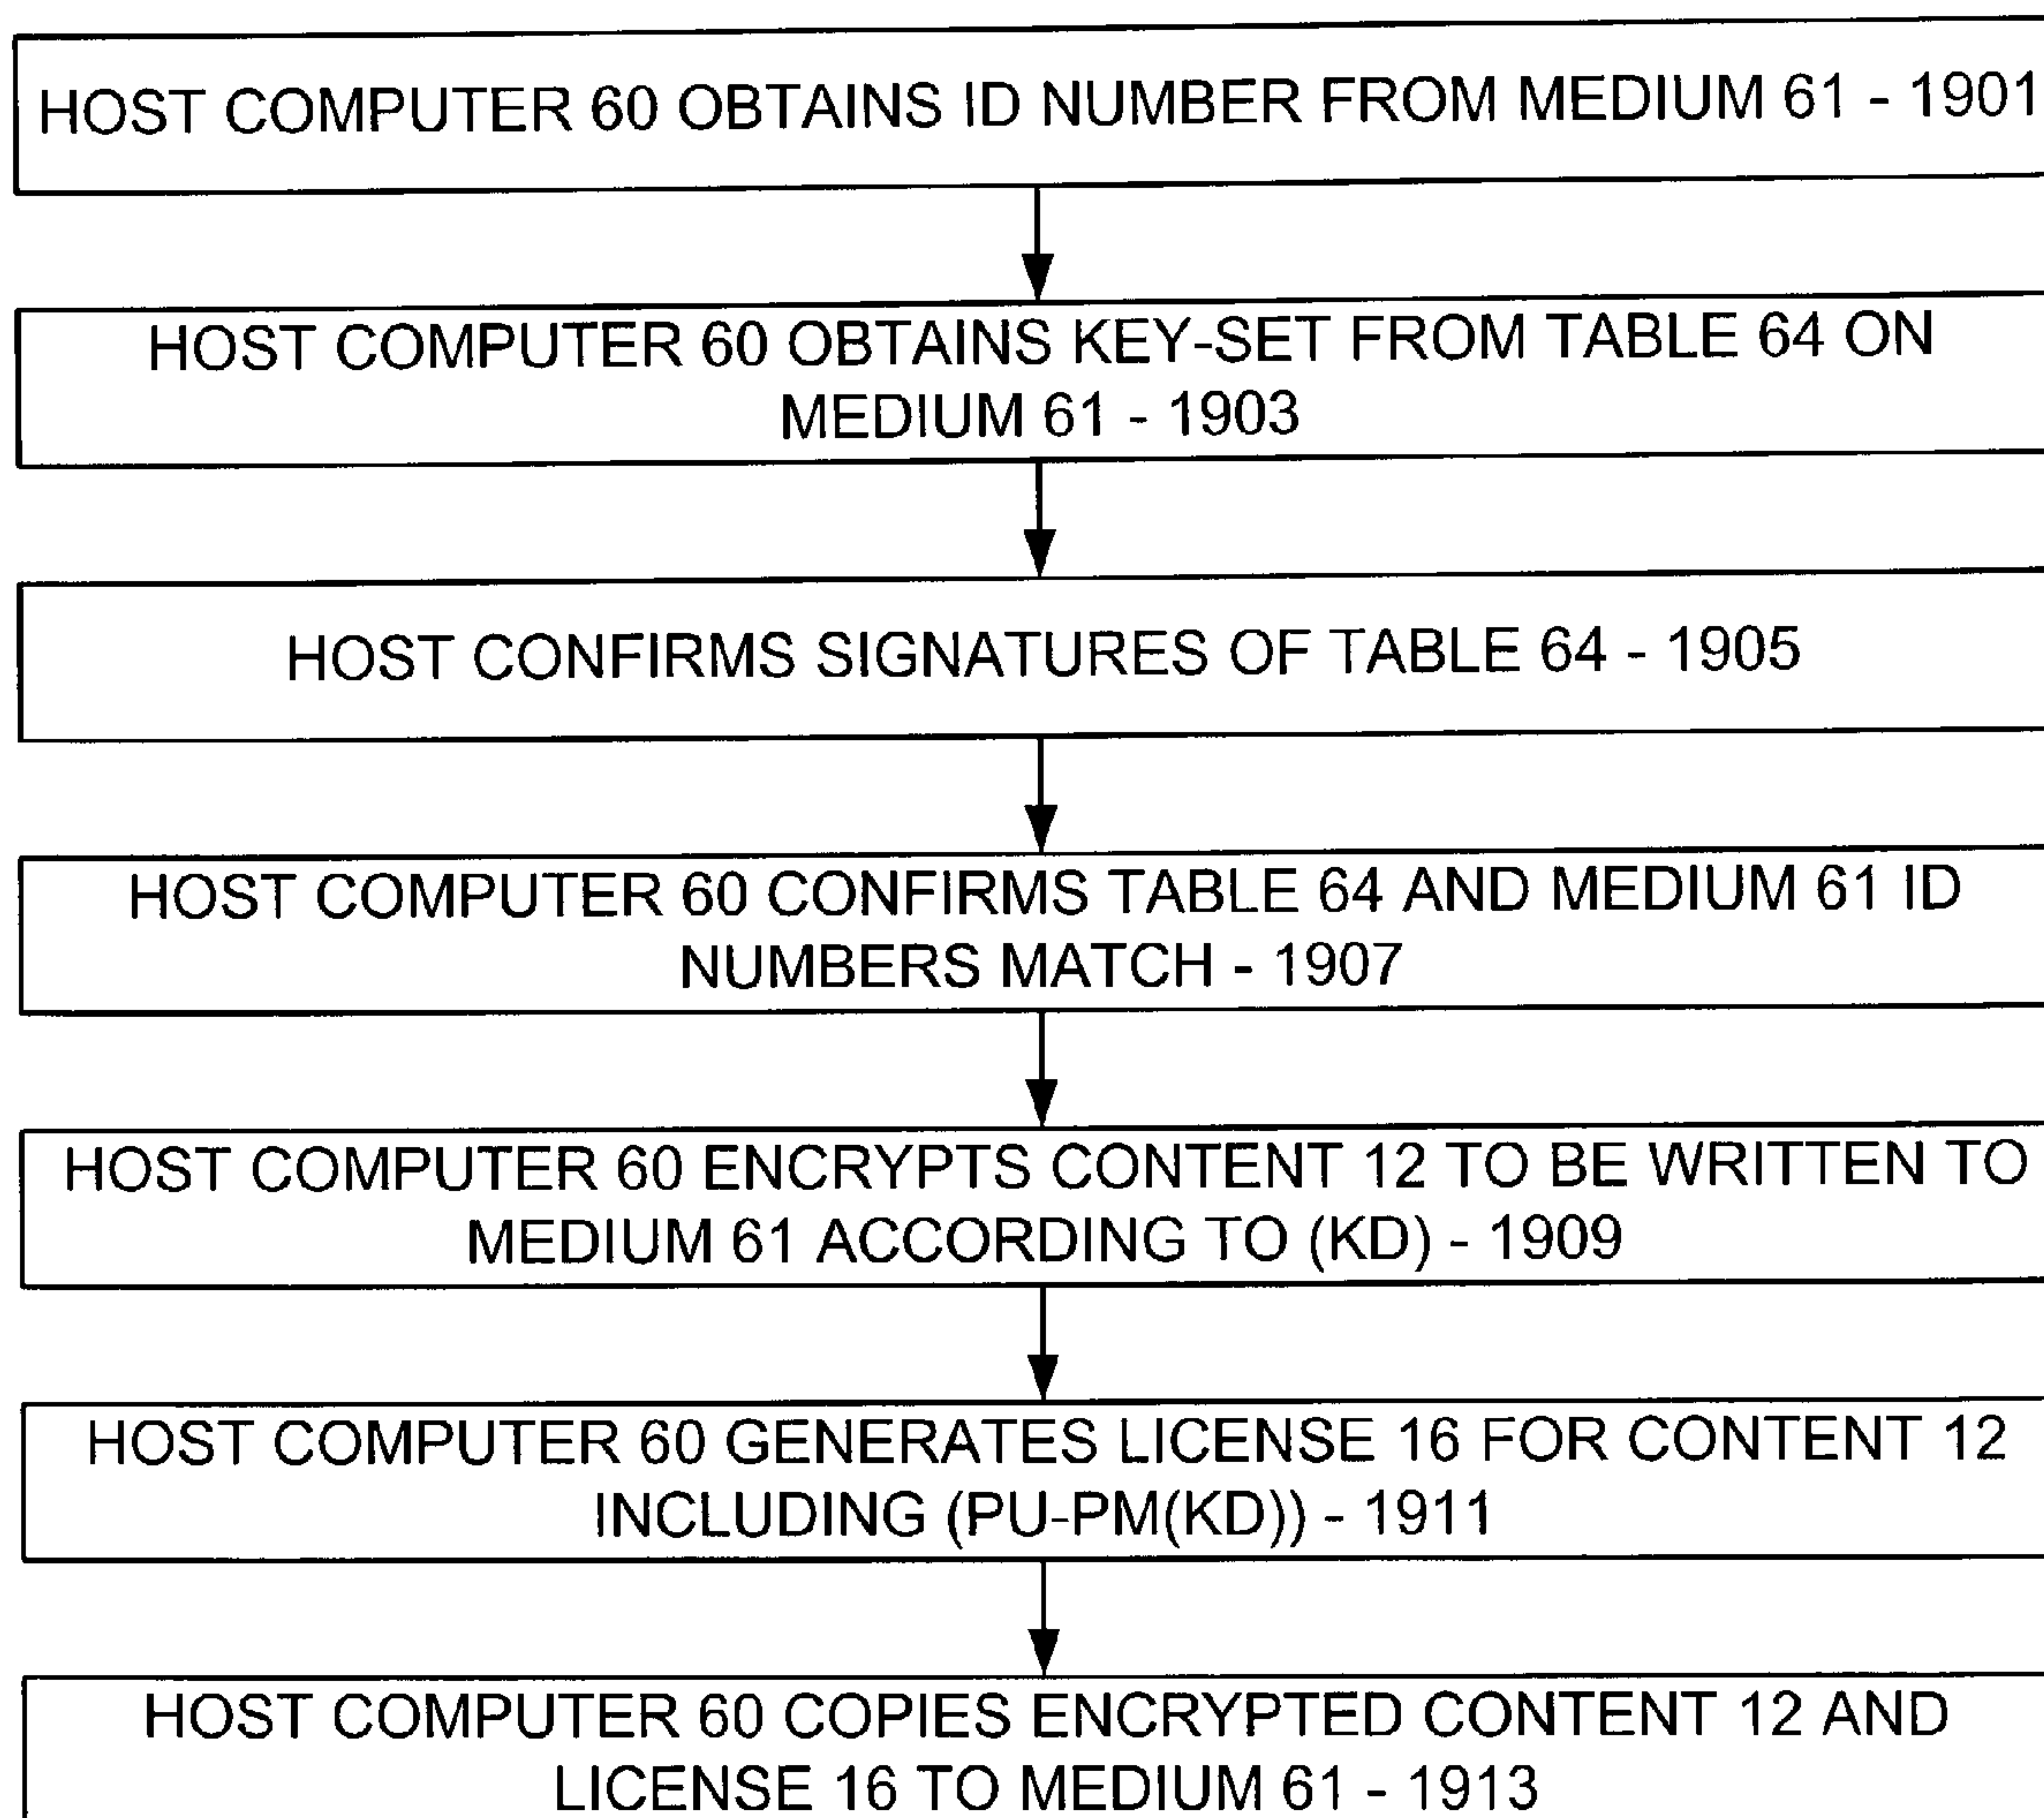 HOST COMPUTER 60 OBTAINS ID NUMBER FROM MEDIUM 61 - 1901
HOST COMPUTER 60 OBTAINS KEY-SET FROM TABLE 64 ON
MEDIUM 61 - 1903
HOST CONFIRMS SIGNATURES OF TABLE 64 - 1905
HOST COMPUTER 60 CONFIRMS TABLE 64 AND MEDIUM 61 ID
NUMBERS MATCH - 1907
HOST COMPUTER 60 ENCRYPTS CONTENT 12 TO BE WRITTEN TO
MEDIUM 61 ACCORDING TO (KD) - 1909
HOST COMPUTER 60 GENERATES LICENSE 16 FOR CONTENT 12
INCLUDING (PU-PM(KD)) - 1911
HOST COMPUTER 60 COPIES ENCRYPTED CONTENT 12 AND
LICENSE 16 TO MEDIUM 61 - 1913